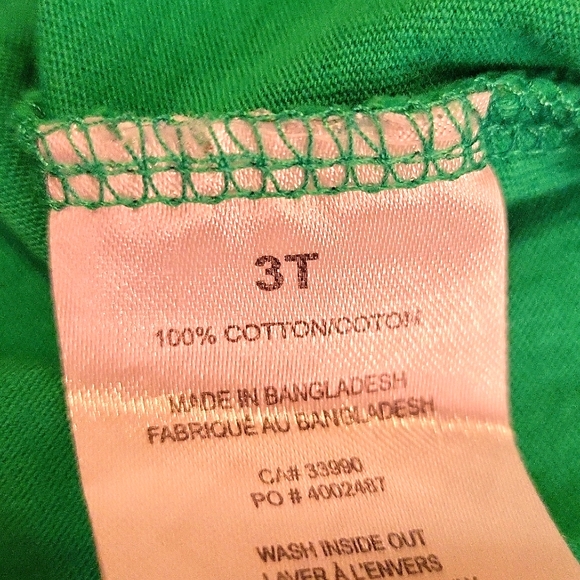 3T
100% COTTON/COTON
MADE IN BANGLADESH
FABRIQUÉ AU BANGLADESH
CA# 33990
PO # 4002487
WASH INSIDE OUT
LAVER À L'ENVERS